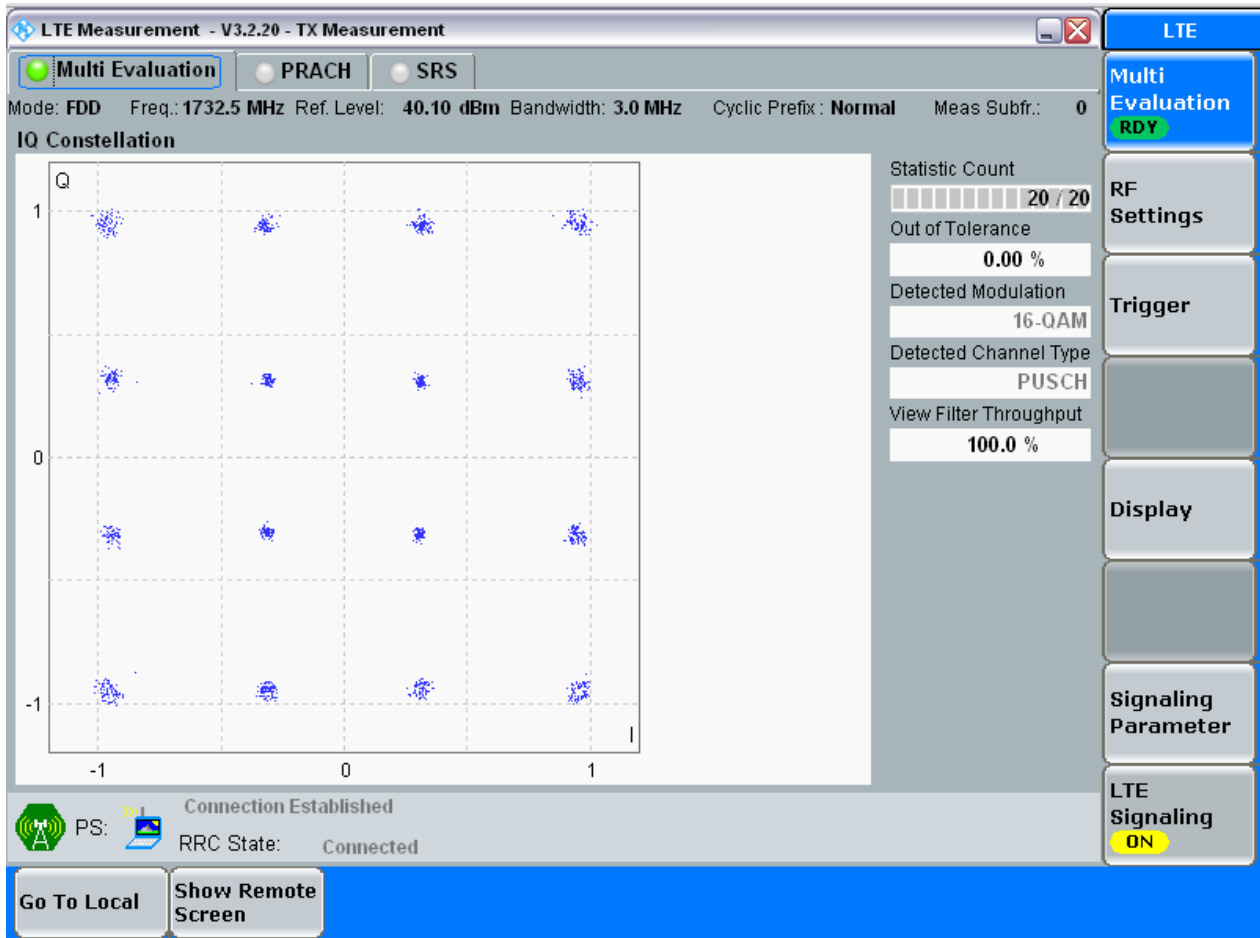 LTE Measurement - V3.2.20 - TX Measurement
LTE
Multi Evaluation PRACH SRS
Mode: FDD Freq.: 1732.5 MHz Ref. Level: 40.10 dBm Bandwidth: 3.0 MHz Cyclic Prefix : Normal Meas Subfr.: 0
IQ Constellation
Q
1
0
-1
I
-1 0 1
Statistic Count
20 / 20
Out of Tolerance
0.00 %
Detected Modulation
16-QAM
Detected Channel Type
PUSCH
View Filter Throughput
100.0 %
Multi
Evaluation
RDY
RF
Settings
Trigger
Display
Signaling
Parameter
LTE
Signaling
ON
PS:
Connection Established
RRC State: Connected
Go To Local
Show Remote
Screen